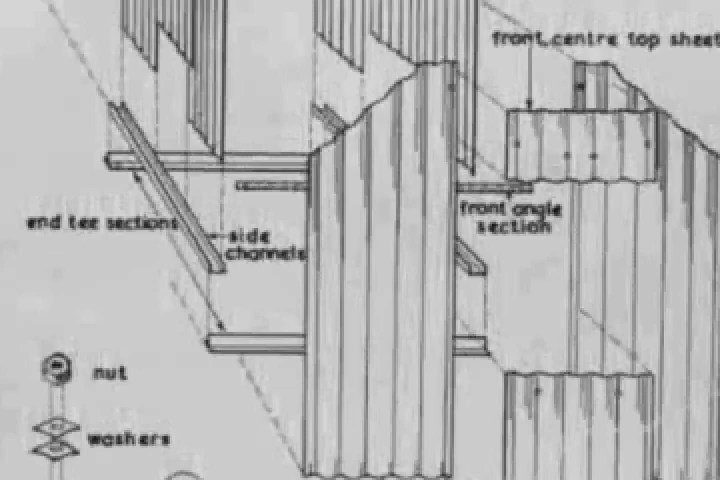 front centre top sheet
end tee sections
side
channels
front angle
section
nut
washers